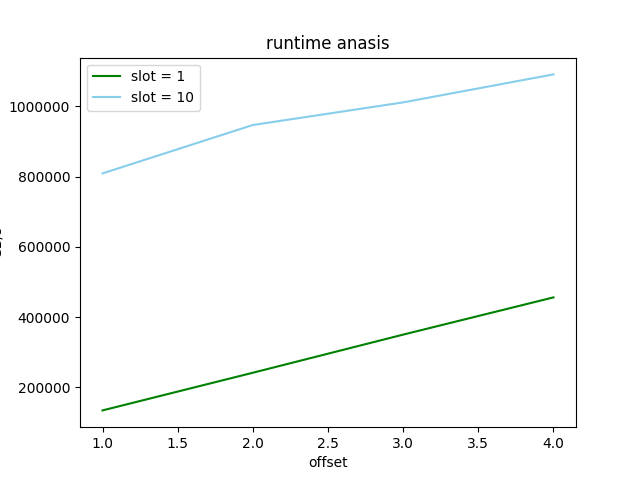 runtime anasis
slot = 1
slot = 10
1000000
800000
600000
400000
200000
1.0 1.5 2.0 2.5 3.0 3.5 4.0
offset